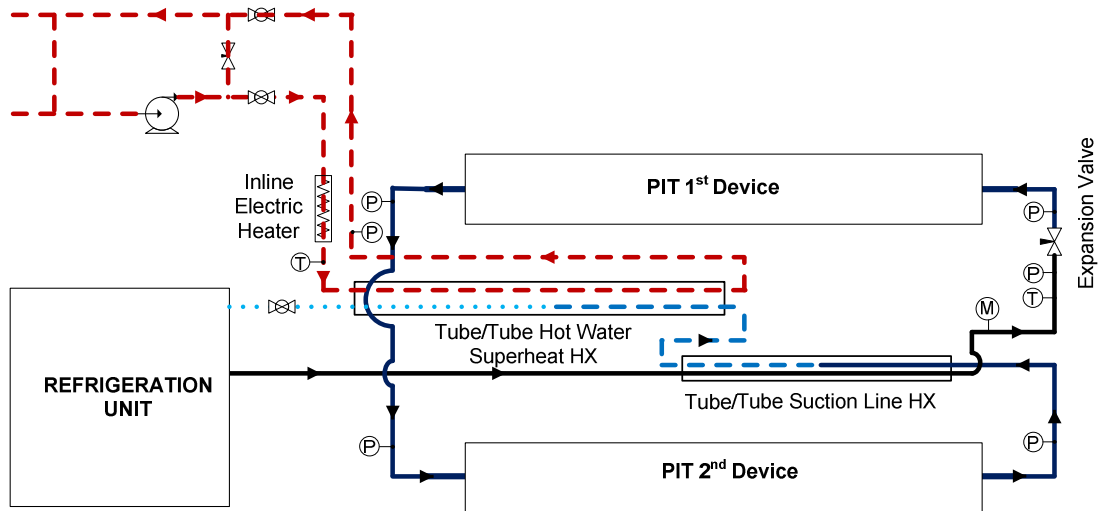 PIT 1st Device
Expansion Valve
Inline
Electric
Heater
P
P
P
P
T
T
M
Tube/Tube Hot Water
Superheat HX
REFRIGERATION
UNIT
Tube/Tube Suction Line HX
P
P
PIT 2nd Device